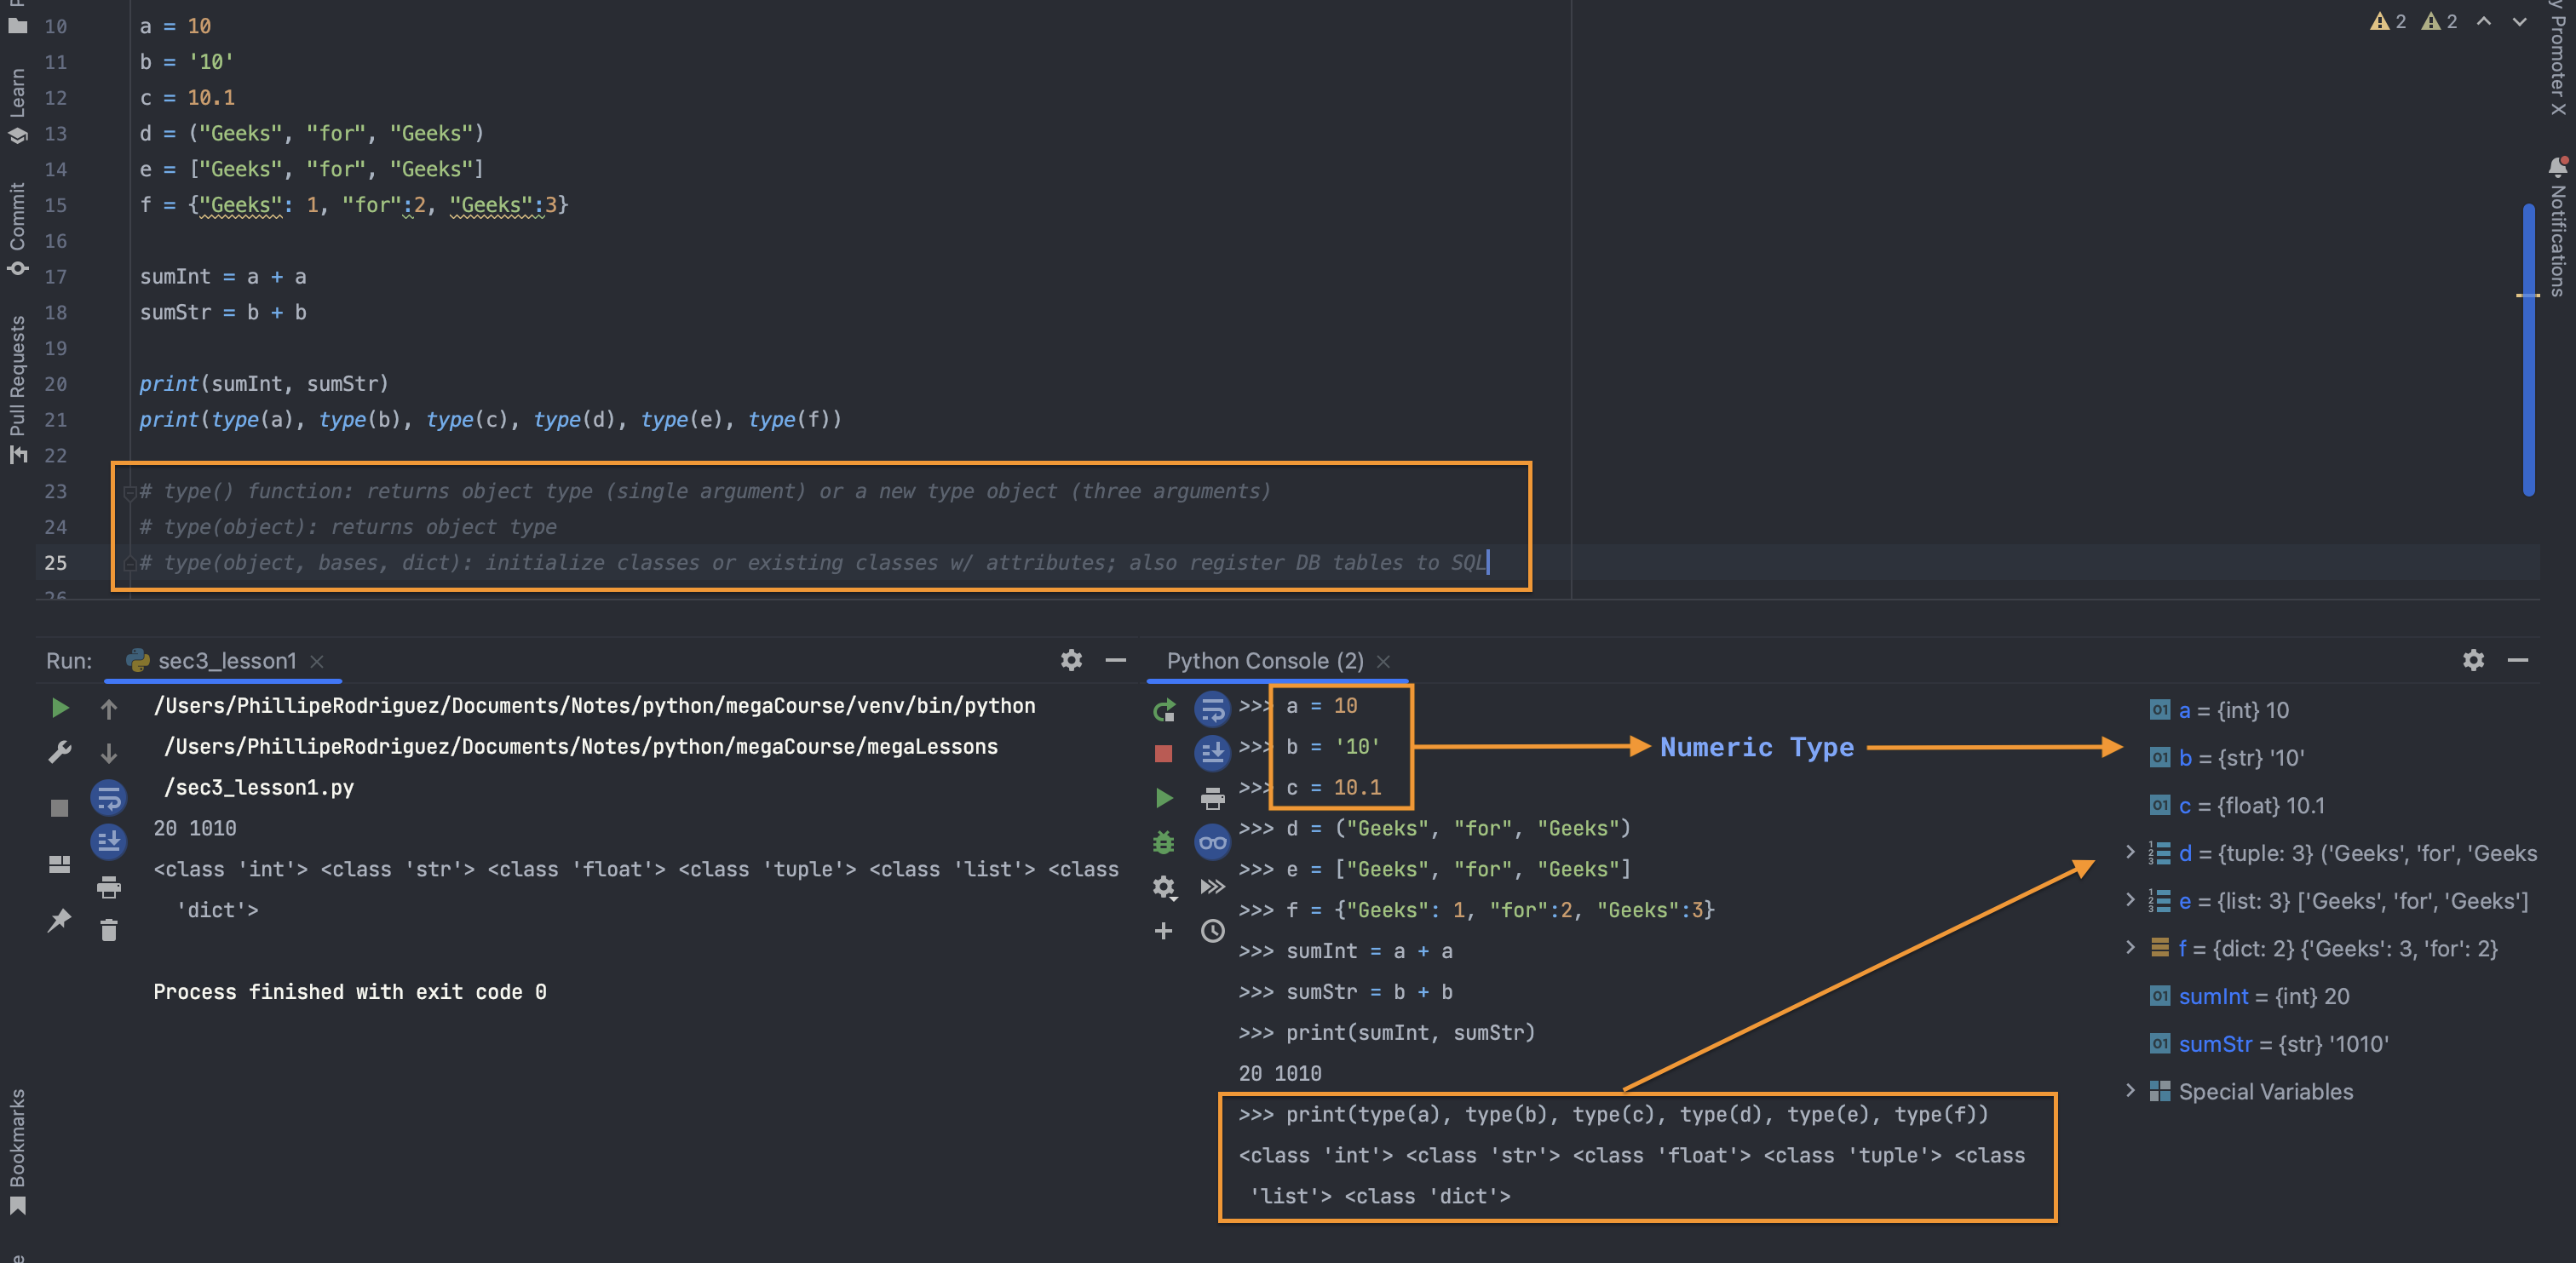 10 a = 10
11 b = '10'
12 c = 10.1
13 d = ("Geeks", "for", "Geeks")
14 e = ["Geeks", "for", "Geeks"]
15 f = {"Geeks": 1, "for":2, "Geeks":3}
16
17 sumInt = a + a
18 sumStr = b + b
19
20 print(sumInt, sumStr)
21 print(type(a), type(b), type(c), type(d), type(e), type(f))
22
23 # type() function: returns object type (single argument) or a new type object (three arguments)
24 # type(object): returns object type
25 # type(object, bases, dict): initialize classes or existing classes w/ attributes; also register DB tables to SQL
26
2 2
Learn
Commit
Pull Requests
Bookmarks
Promoter X
Notifications
Run: sec3_lesson1
/Users/PhillipeRodriguez/Documents/Notes/python/megaCourse/venv/bin/python
/Users/PhillipeRodriguez/Documents/Notes/python/megaCourse/megaLessons
/sec3_lesson1.py
20 1010
<class 'int'> <class 'str'> <class 'float'> <class 'tuple'> <class 'list'> <class
'dict'>
Process finished with exit code 0
Python Console (2)
>>> a = 10
>>> b = '10'
>>> c = 10.1
>>> d = ("Geeks", "for", "Geeks")
>>> e = ["Geeks", "for", "Geeks"]
>>> f = {"Geeks": 1, "for":2, "Geeks":3}
>>> sumInt = a + a
>>> sumStr = b + b
>>> print(sumInt, sumStr)
20 1010
>>> print(type(a), type(b), type(c), type(d), type(e), type(f))
<class 'int'> <class 'str'> <class 'float'> <class 'tuple'> <class
'list'> <class 'dict'>
Numeric Type
01 a = {int} 10
01 b = {str} '10'
01 c = {float} 10.1
d = {tuple: 3} ('Geeks', 'for', 'Geeks
e = {list: 3} ['Geeks', 'for', 'Geeks']
f = {dict: 2} {'Geeks': 3, 'for': 2}
01 sumInt = {int} 20
01 sumStr = {str} '1010'
Special Variables